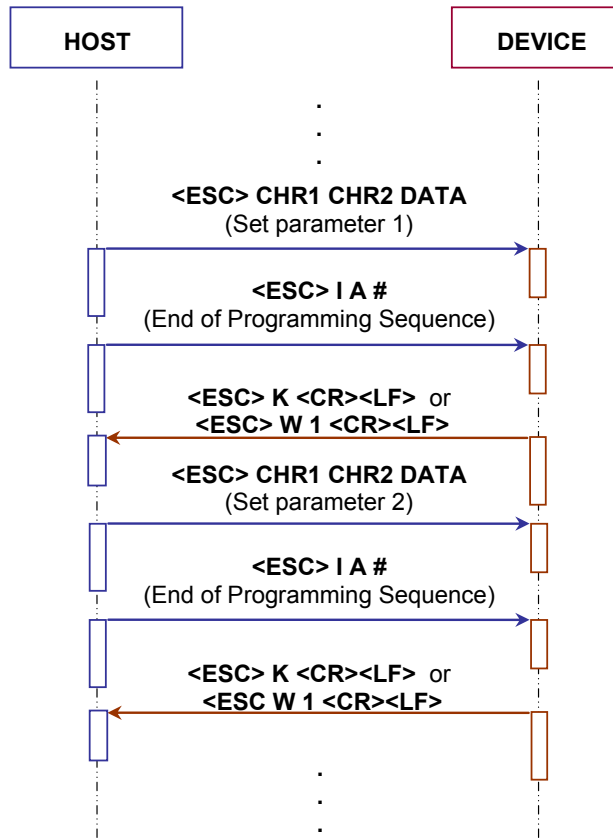 HOST
DEVICE
.
.
.
<ESC> CHR1 CHR2 DATA
(Set parameter 1)
<ESC> I A #
(End of Programming Sequence)
<ESC> K <CR><LF> or
<ESC> W 1 <CR><LF>
<ESC> CHR1 CHR2 DATA
(Set parameter 2)
<ESC> I A #
(End of Programming Sequence)
<ESC> K <CR><LF> or
<ESC W 1 <CR><LF>
.
.
.